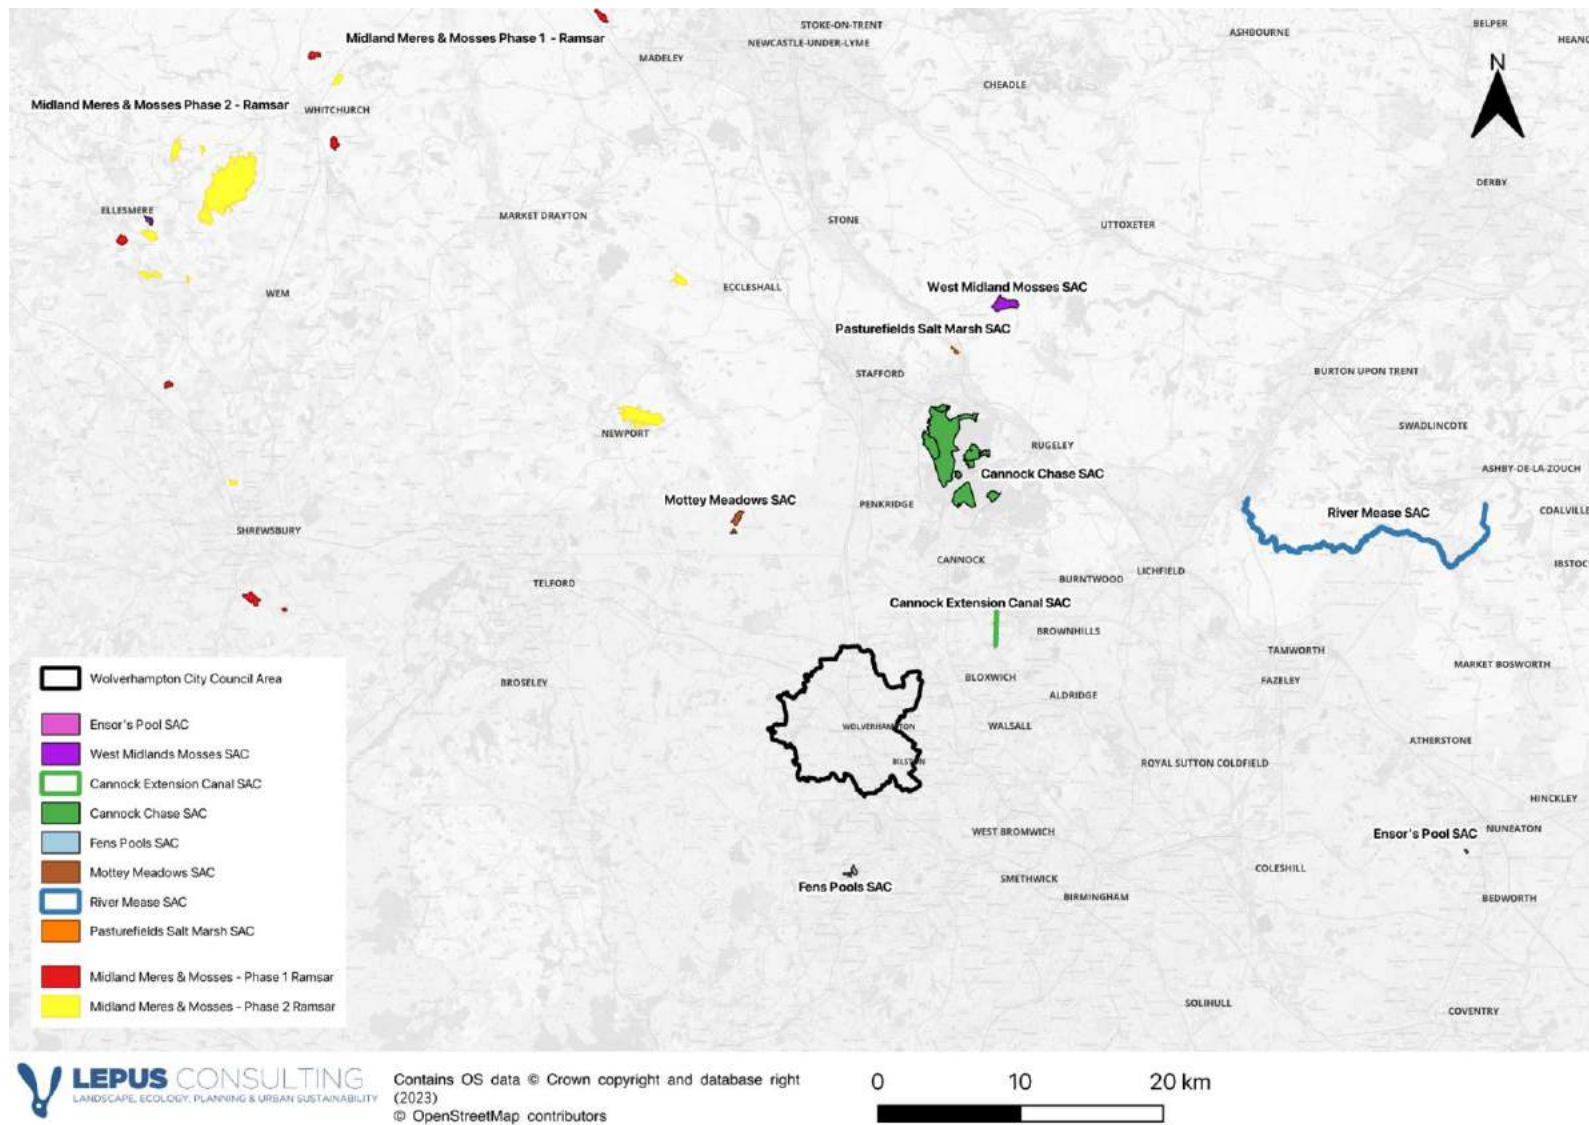 Midland Meres & Mosses Phase 1 - Ramsar
STOKE-ON-TRENT
NEWCASTLE-UNDER-LYME
MADELEY
ASHBOURNE
BELPER
HEANO
CHEADLE
N
Midland Meres & Mosses Phase 2 - Ramsar
WHITCHURCH
DERBY
ELLESMERE
MARKET DRAYTON
STONE
UTTOXETER
WEM
ECCLESHALL
West Midland Mosses SAC
Pasturefields Salt Marsh SAC
STAFFORD
BURTON UPON TRENT
NEWPORT
SWADLINCOTE
RUGELEY
ASHBY-DE-LA-ZOUCH
Cannock Chase SAC
Mottey Meadows SAC
PENKRIDGE
River Mease SAC
COALVILLE
SHREWSBURY
CANNOCK
IBSTOC
TELFORD
BURNTWOOD
LICHFIELD
Cannock Extension Canal SAC
BROWNHILLS
TAMWORTH
MARKET BOSWORTH
BROSELEY
BLOXWICH
FAZELEY
ALDRIDGE
WOLVERHAMPTON
WALSALL
ATHERSTONE
BILSTON
ROYAL SUTTON COLDFIELD
HINCKLEY
WEST BROMWICH
Ensor's Pool SAC
NUNEATON
Fens Pools SAC
SMETHWICK
COLESHILL
BIRMINGHAM
BEDWORTH
SOLIHULL
COVENTRY
Wolverhampton City Council Area
Ensor's Pool SAC
West Midlands Mosses SAC
Cannock Extension Canal SAC
Cannock Chase SAC
Fens Pools SAC
Mottey Meadows SAC
River Mease SAC
Pasturefields Salt Marsh SAC
Midland Meres & Mosses - Phase 1 Ramsar
Midland Meres & Mosses - Phase 2 Ramsar
LEPUS CONSULTING
LANDSCAPE, ECOLOGY, PLANNING & URBAN SUSTAINABILITY
Contains OS data © Crown copyright and database right
(2023)
© OpenStreetMap contributors
0 10 20 km